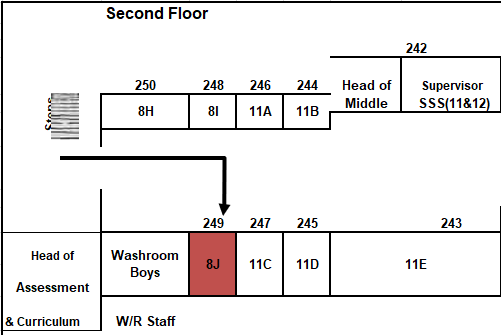 Second Floor
242
250 248 246 244
Head of Middle
Supervisor SSS(11&12)
8H 8I 11A 11B
Steps
249 247 245 243
Head of
Assessment
& Curriculum
Washroom Boys
8J 11C 11D 11E
W/R Staff